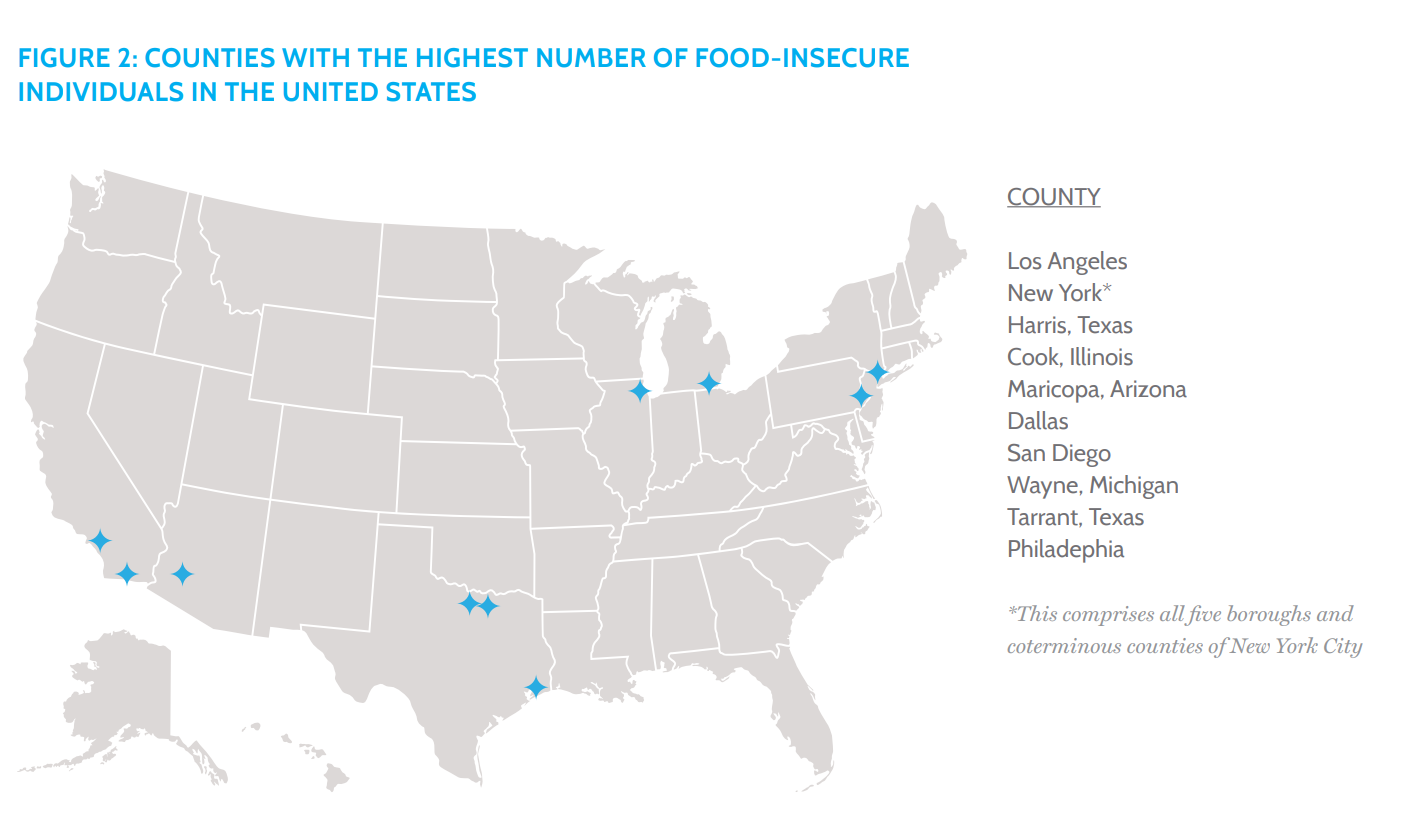 FIGURE 2: COUNTIES WITH THE HIGHEST NUMBER OF FOOD-INSECURE
INDIVIDUALS IN THE UNITED STATES
COUNTY
Los Angeles
New York*
Harris, Texas
Cook, Illinois
Maricopa, Arizona
Dallas
San Diego
Wayne, Michigan
Tarrant, Texas
Philadephia
*This comprises all five boroughs and
coterminous counties of New York City